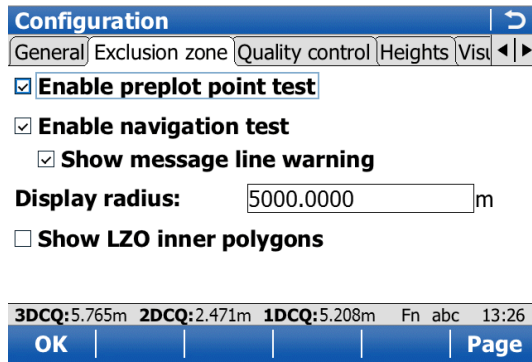 Configuration
General Exclusion zone Quality control Heights
Enable preplot point test
Enable navigation test
Show message line warning
Display radius: 5000.0000 m
Show LZO inner polygons
3DCQ:5.765m 2DCQ:2.471m 1DCQ:5.208m Fn abc 13:26
OK Page